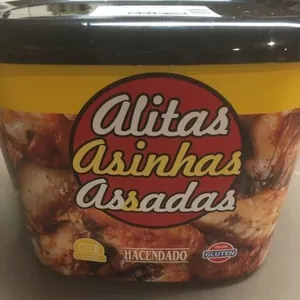 Alitas
Asinhas
Assadas
HACENDADO
GLUTEN